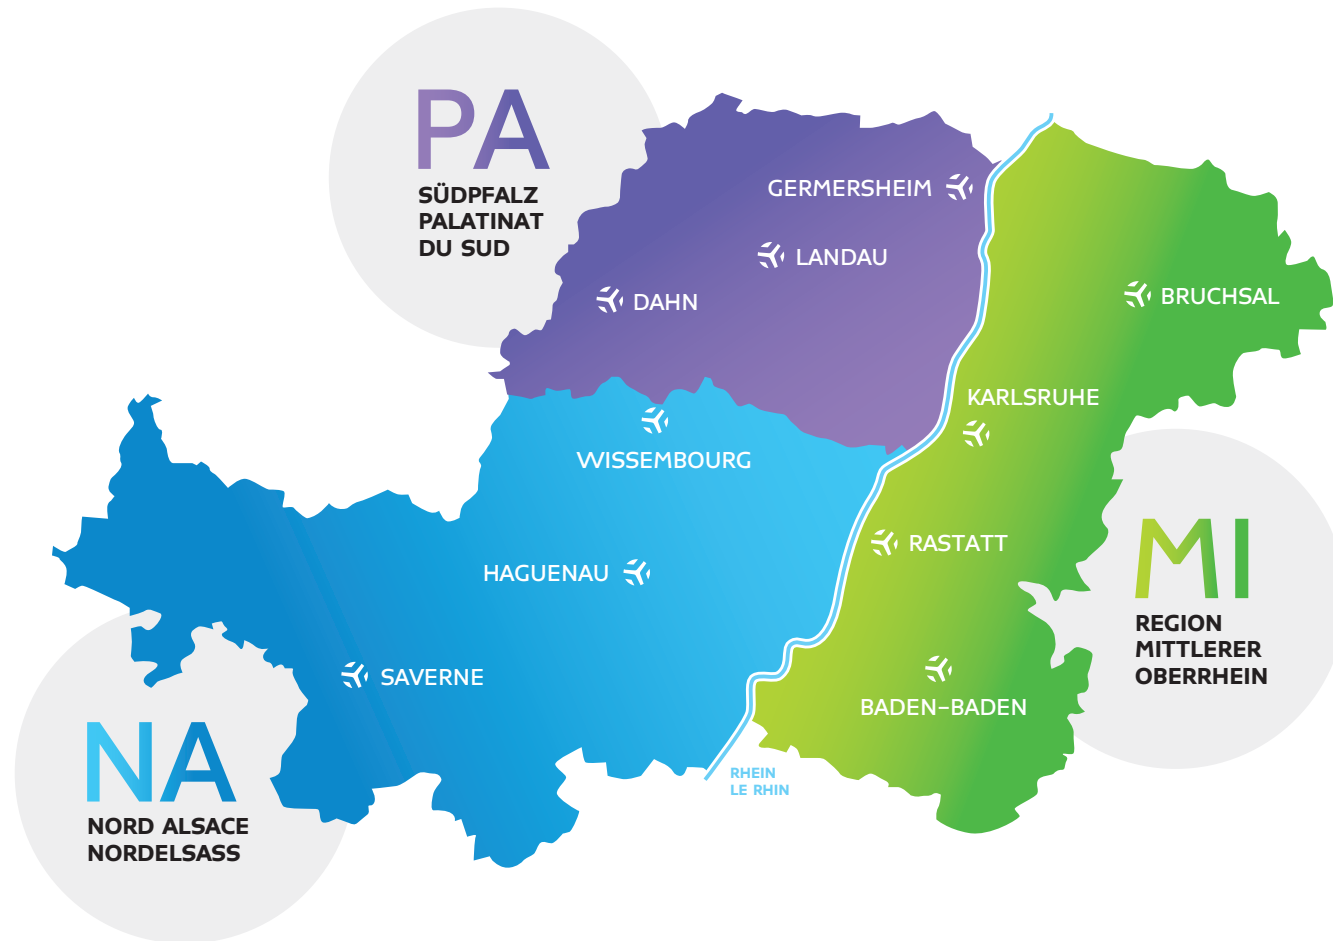 PA
SÜDPFALZ
PALATINAT
DU SUD
GERMERSHEIM
LANDAU
DAHN
BRUCHSAL
KARLSRUHE
WISSEMBOURG
RASTATT
HAGUENAU
MI
REGION
MITTLERER
OBERRHEIN
SAVERNE
BADEN-BADEN
NA
NORD ALSACE
NORDELSASS
RHEIN
LE RHIN